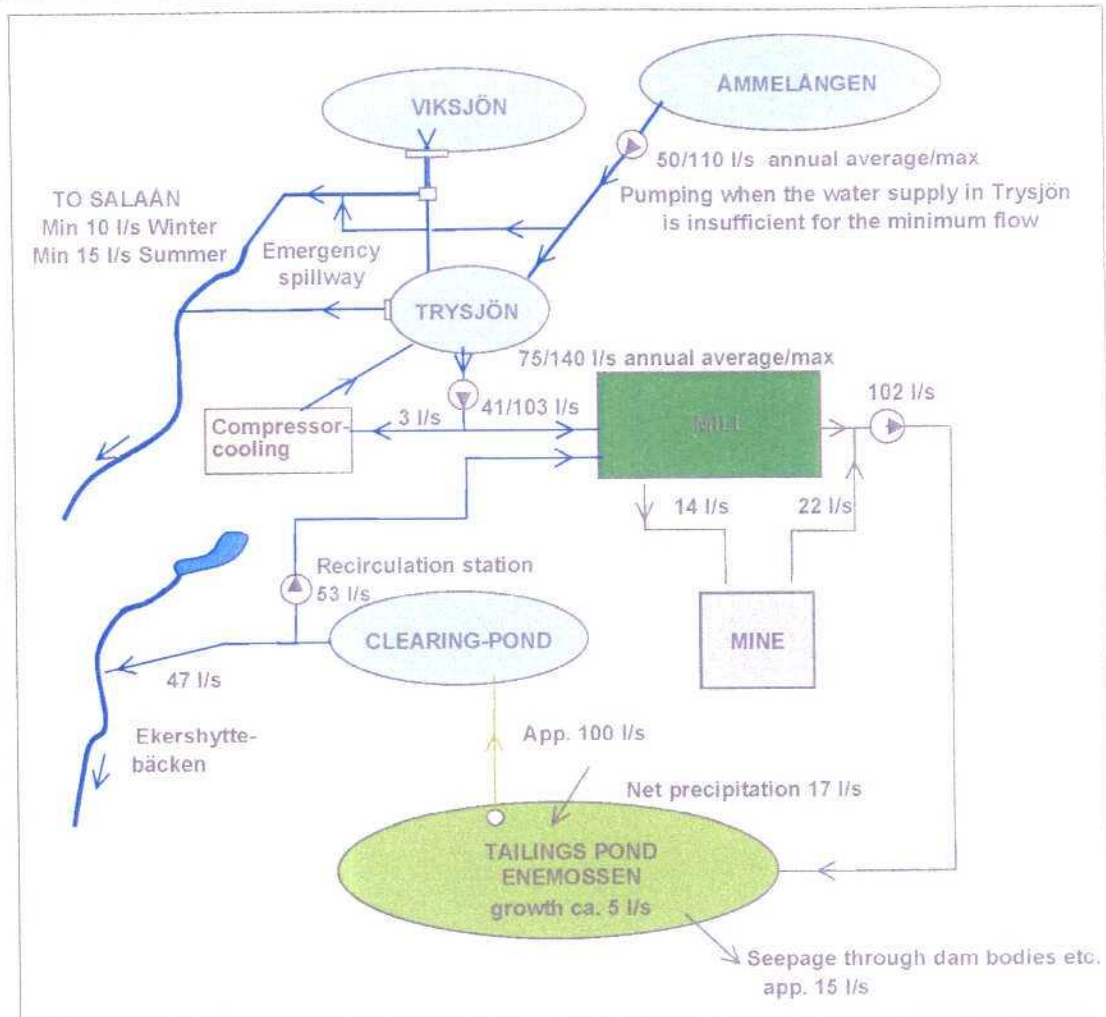 VIKSJÖN
ÅMMELÅNGEN
50/110 l/s annual average/max
Pumping when the water supply in Trysjön
is insufficient for the minimum flow
TO SALAÅN
Min 10 l/s Winter
Min 15 l/s Summer
Emergency
spillway
TRYSJÖN
75/140 l/s annual average/max
102 l/s
41/103 l/s
3 l/s
Compressor-
cooling
MILL
14 l/s
22 l/s
Recirculation station
53 l/s
CLEARING-POND
MINE
47 l/s
Ekershytte-
bäcken
App. 100 l/s
Net precipitation 17 l/s
TAILINGS POND
ENEMOSSEN
growth ca. 5 l/s
Seepage through dam bodies etc.
app. 15 l/s